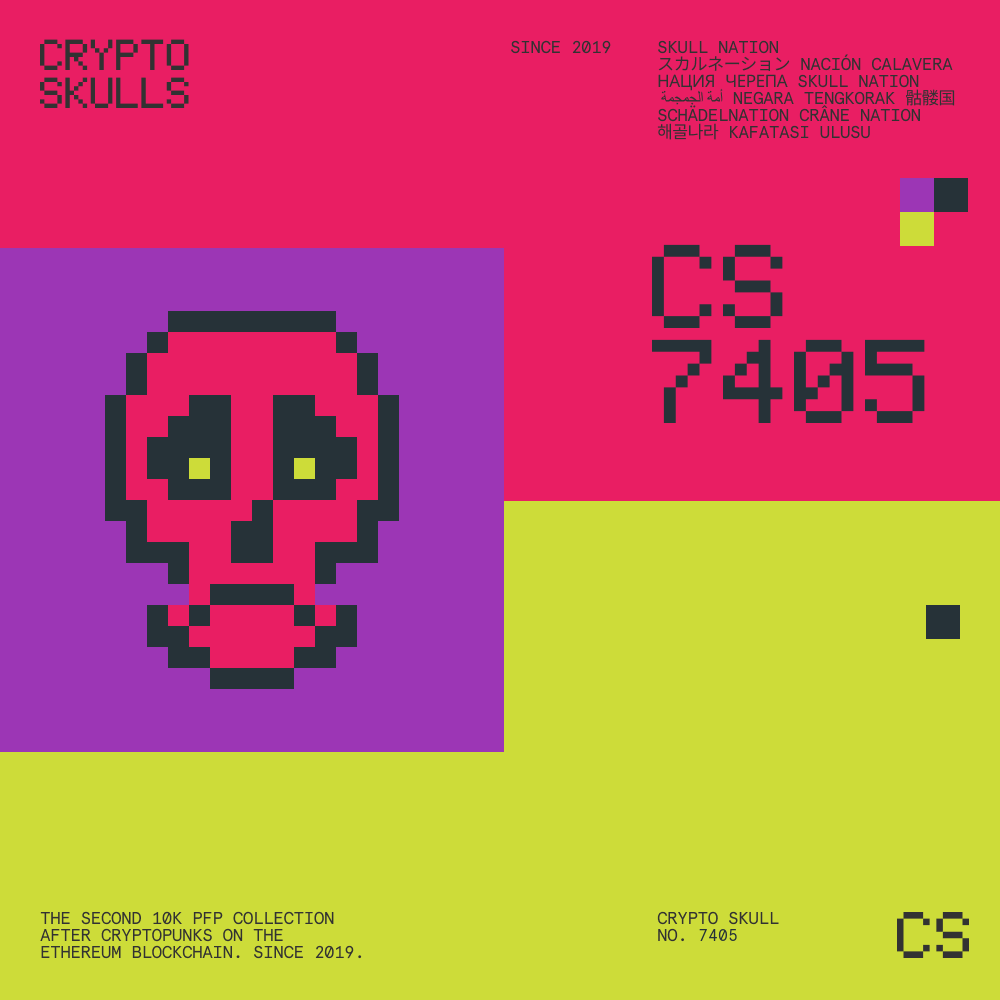 CRYPTO
SKULLS
SINCE 2019
SKULL NATION
スカルネーション NACIÓN CALAVERA
НАЦИЯ ЧЕРЕПА SKULL NATION
أمة الجمجمة NEGARA TENGKORAK 骷髅国
SCHÄDELNATION CRÂNE NATION
해골나라 KAFATASI ULUSU
CS
7405
THE SECOND 10K PFP COLLECTION
AFTER CRYPTOPUNKS ON THE
ETHEREUM BLOCKCHAIN. SINCE 2019.
CRYPTO SKULL
NO. 7405
CS